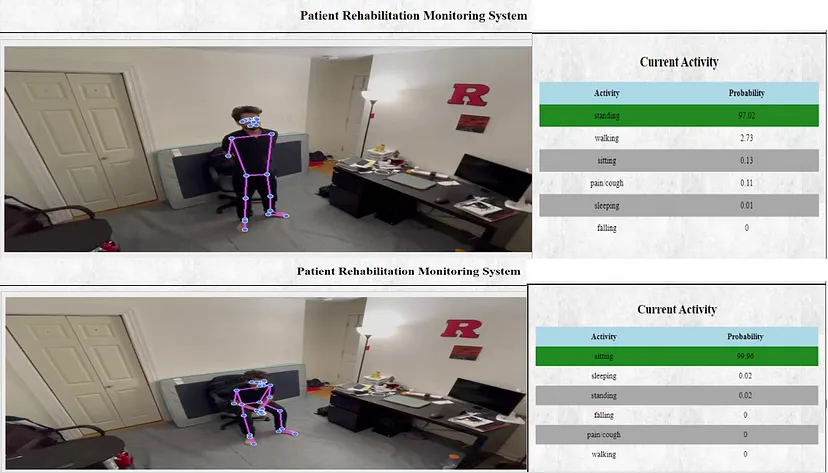 Patient Rehabilitation Monitoring System
Current Activity
Activity Probability
standing 97.02
walking 2.73
sitting 0.13
pain/cough 0.11
sleeping 0.01
falling 0
R
Patient Rehabilitation Monitoring System
Current Activity
Activity Probability
sitting 99.96
sleeping 0.02
standing 0.02
falling 0
pain/cough 0
walking 0
R